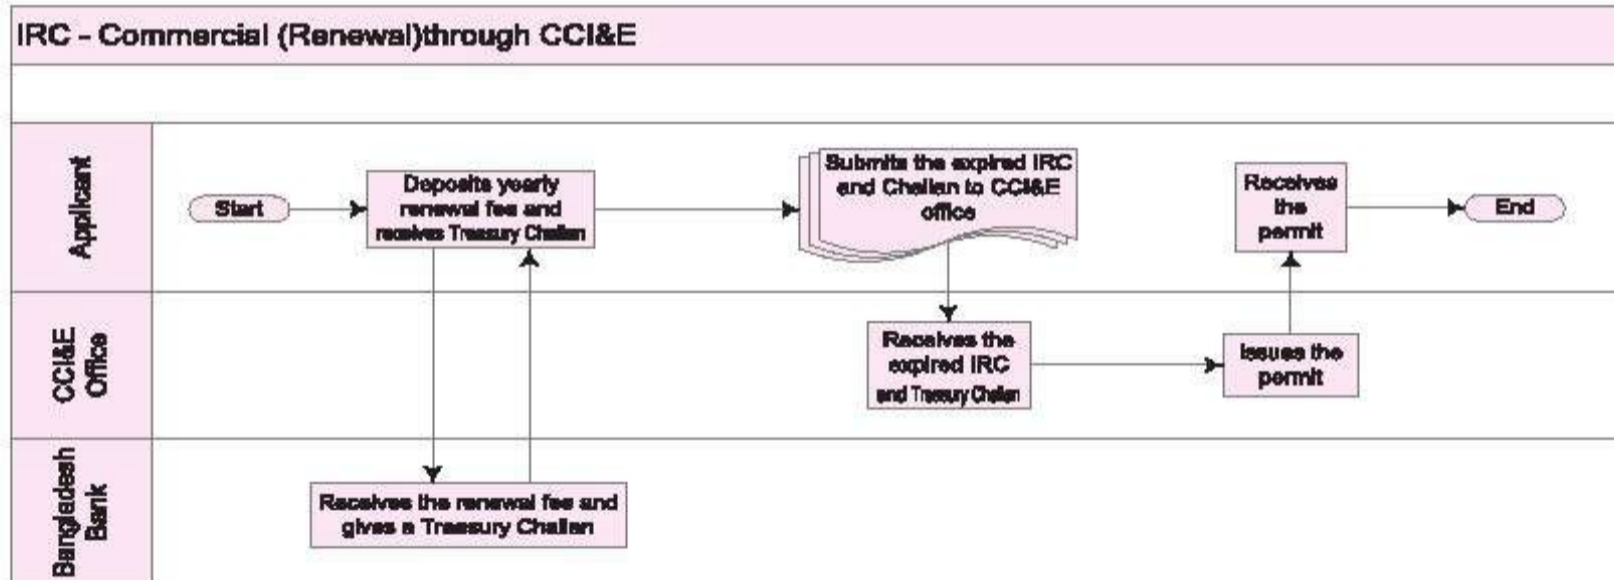 IRC - Commercial (Renewal)through CCI&E
Applicant
Start
Deposits yearly
renewal fee and
receives Treasury Challan
Submits the expired IRC
and Challan to CCI&E
office
Receives
the
permit
End
CCI&E
Office
Receives the
expired IRC
and Treasury Challan
Issues the
permit
Bangladesh
Bank
Receives the renewal fee and
gives a Treasury Challan